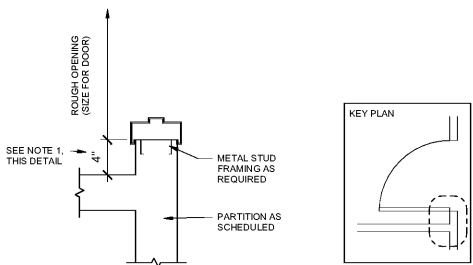 ROUGH OPENING
(SIZE FOR DOOR)
SEE NOTE 1,
THIS DETAIL
4"
METAL STUD
FRAMING AS
REQUIRED
PARTITION AS
SCHEDULED
KEY PLAN